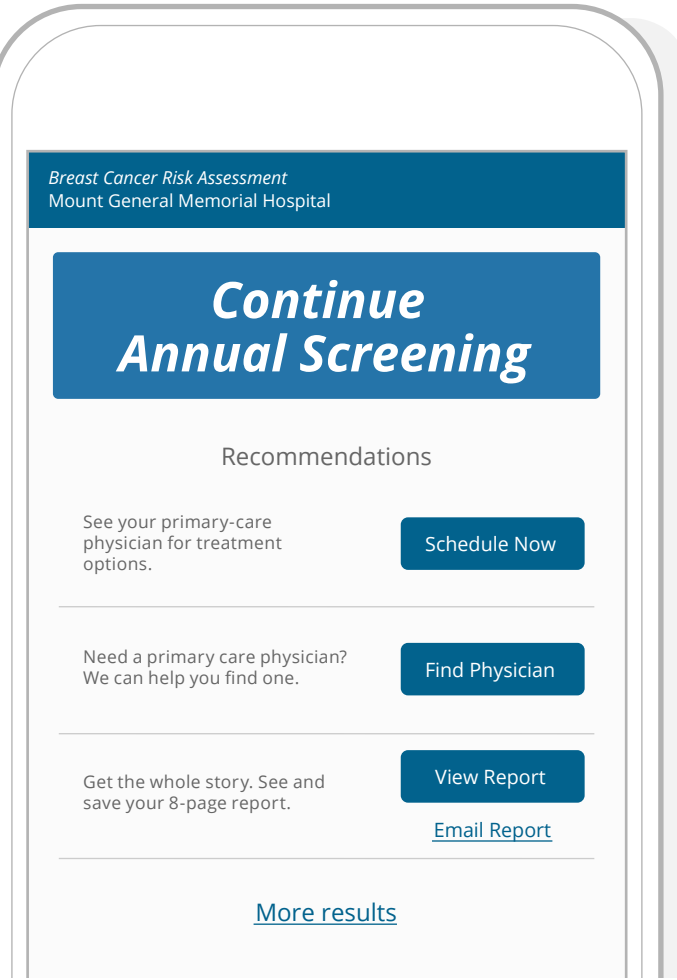 Breast Cancer Risk Assessment
Mount General Memorial Hospital
Continue
Annual Screening
Recommendations
See your primary-care
physician for treatment
options.
Schedule Now
Need a primary care physician?
We can help you find one.
Find Physician
Get the whole story. See and
save your 8-page report.
View Report
Email Report
More results